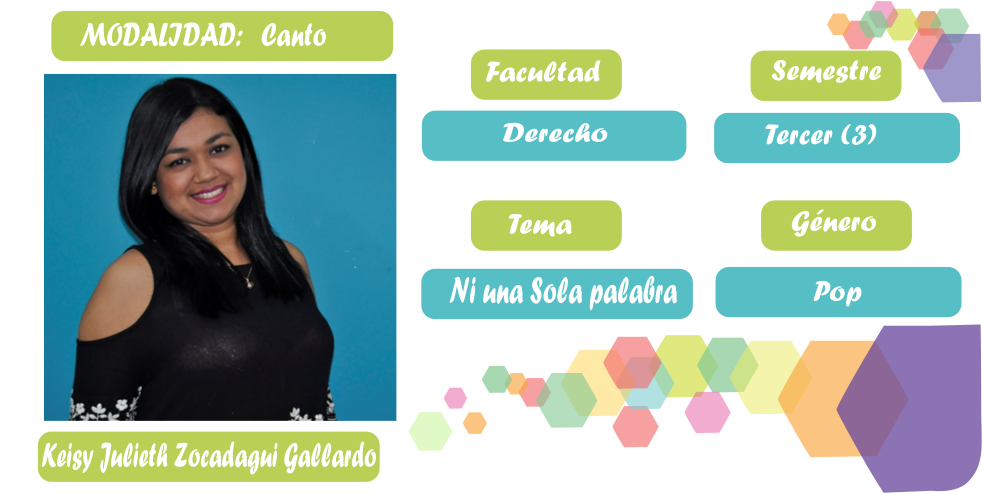 MODALIDAD: Canto
Facultad
Semestre
Derecho
Tercer (3)
Tema
Género
Ni una Sola palabra
Pop
Keisy Julieth Zocadagui Gallardo